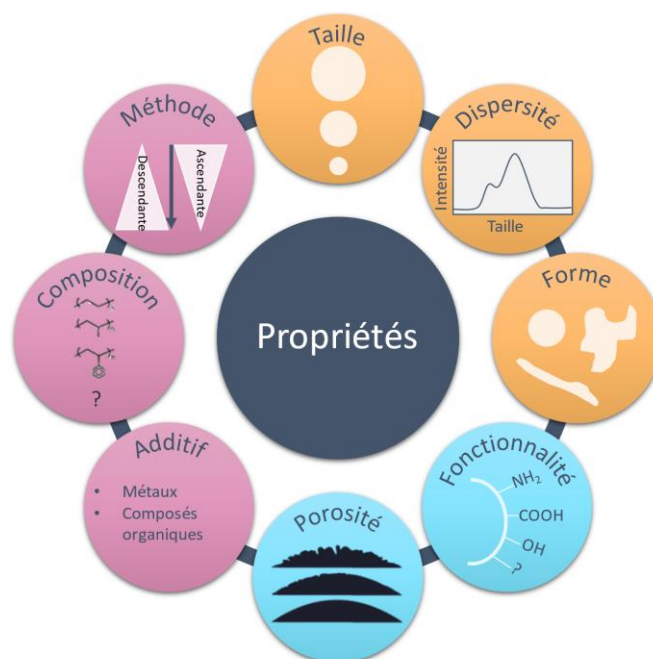 Taille
Dispersité
Intensité
Taille
Forme
Fonctionnalité
NH2
COOH
OH
?
Porosité
Additif
• Métaux
• Composés
organiques
Composition
?
Méthode
Descendante
Ascendante
Propriétés